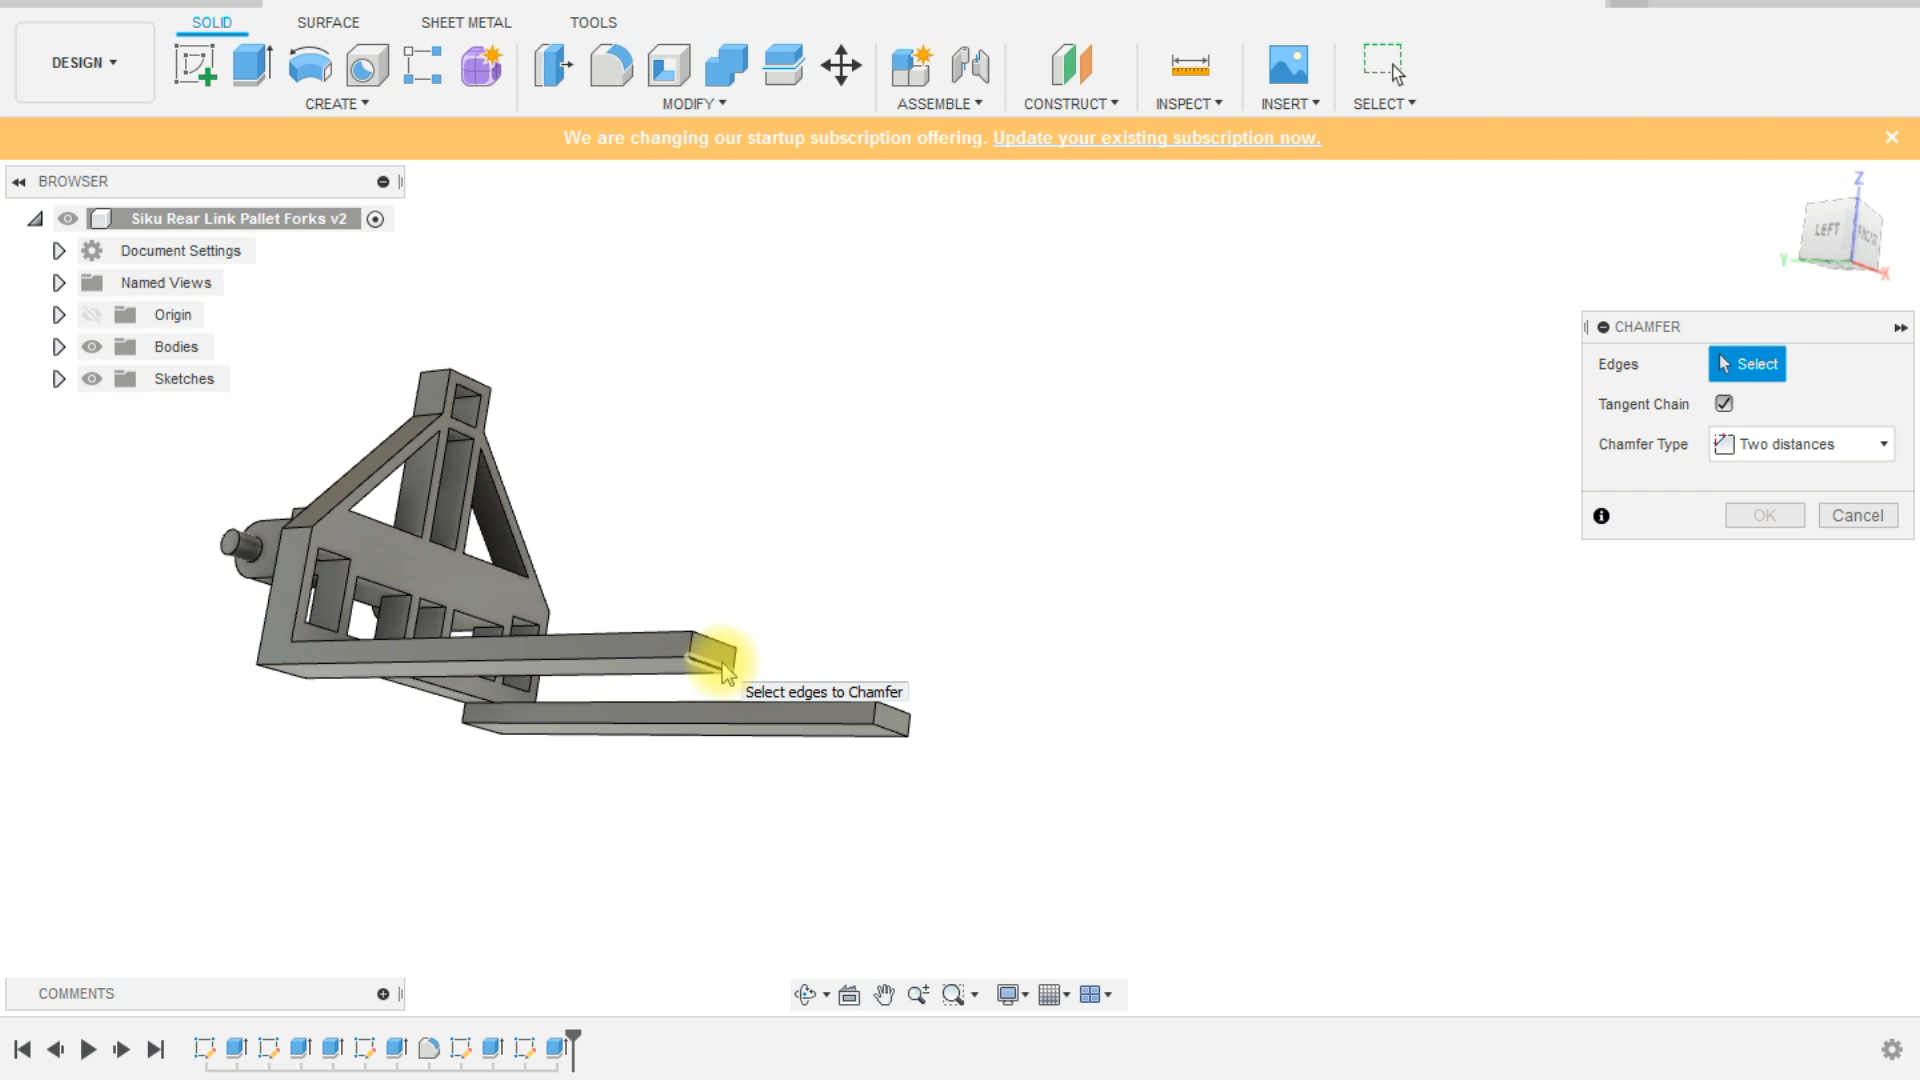 SOLID SURFACE SHEET METAL TOOLS
DESIGN
CREATE MODIFY ASSEMBLE CONSTRUCT INSPECT INSERT SELECT
We are changing our startup subscription offering. Update your existing subscription now.
BROWSER
Siku Rear Link Pallet Forks v2
Document Settings
Named Views
Origin
Bodies
Sketches
Z
LEFT FRONT
Y
X
CHAMFER
Edges Select
Tangent Chain
Chamfer Type Two distances
OK Cancel
Select edges to Chamfer
COMMENTS